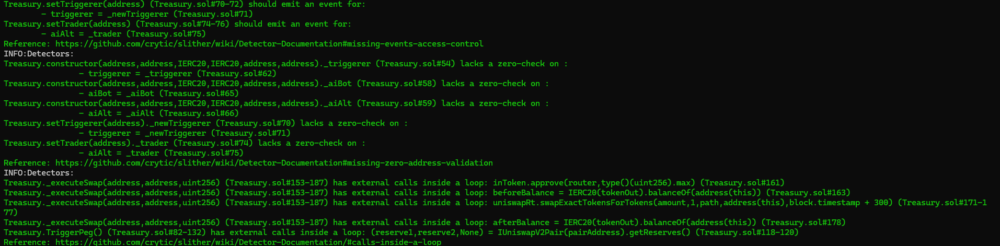 Treasury.setTriggerer(address) (Treasury.sol#70-72) should emit an event for:
- triggerer = _newTriggerer (Treasury.sol#71)
Treasury.setTrader(address) (Treasury.sol#74-76) should emit an event for:
- aiAlt = _trader (Treasury.sol#75)
Reference: https://github.com/crytic/slither/wiki/Detector-Documentation#missing-events-access-control
INFO:Detectors:
Treasury.constructor(address,address,IERC20,IERC20,address,address)._triggerer (Treasury.sol#54) lacks a zero-check on :
- triggerer = _triggerer (Treasury.sol#62)
Treasury.constructor(address,address,IERC20,IERC20,address,address)._aiBot (Treasury.sol#58) lacks a zero-check on :
- aiBot = _aiBot (Treasury.sol#65)
Treasury.constructor(address,address,IERC20,IERC20,address,address)._aiAlt (Treasury.sol#59) lacks a zero-check on :
- aiAlt = _aiAlt (Treasury.sol#66)
Treasury.setTriggerer(address)._newTriggerer (Treasury.sol#70) lacks a zero-check on :
- triggerer = _newTriggerer (Treasury.sol#71)
Treasury.setTrader(address)._trader (Treasury.sol#74) lacks a zero-check on :
- aiAlt = _trader (Treasury.sol#75)
Reference: https://github.com/crytic/slither/wiki/Detector-Documentation#missing-zero-address-validation
INFO:Detectors:
Treasury._executeSwap(address,address,uint256) (Treasury.sol#153-187) has external calls inside a loop: inToken.approve(router,type()(uint256).max) (Treasury.sol#161)
Treasury._executeSwap(address,address,uint256) (Treasury.sol#153-187) has external calls inside a loop: beforeBalance = IERC20(tokenOut).balanceOf(address(this)) (Treasury.sol#163)
Treasury._executeSwap(address,address,uint256) (Treasury.sol#153-187) has external calls inside a loop: uniswapRt.swapExactTokensForTokens(amount,1,path,address(this),block.timestamp + 300) (Treasury.sol#171-1
77)
Treasury._executeSwap(address,address,uint256) (Treasury.sol#153-187) has external calls inside a loop: afterBalance = IERC20(tokenOut).balanceOf(address(this)) (Treasury.sol#178)
Treasury.TriggerPeg() (Treasury.sol#82-132) has external calls inside a loop: (reserve1,reserve2,None) = IUniswapV2Pair(pairAddress).getReserves() (Treasury.sol#118-120)
Reference: https://github.com/crytic/slither/wiki/Detector-Documentation/#calls-inside-a-loop